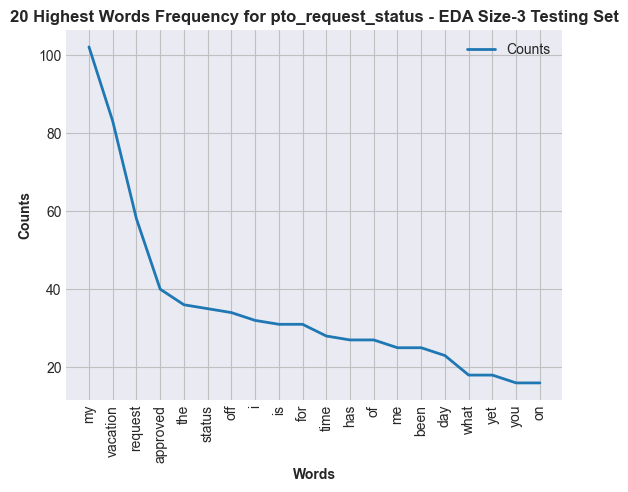 20 Highest Words Frequency for pto_request_status - EDA Size-3 Testing Set
Counts
100
80
60
40
20
Counts
my
vacation
request
approved
the
status
off
i
is
for
time
has
of
me
been
day
what
yet
you
on
Words